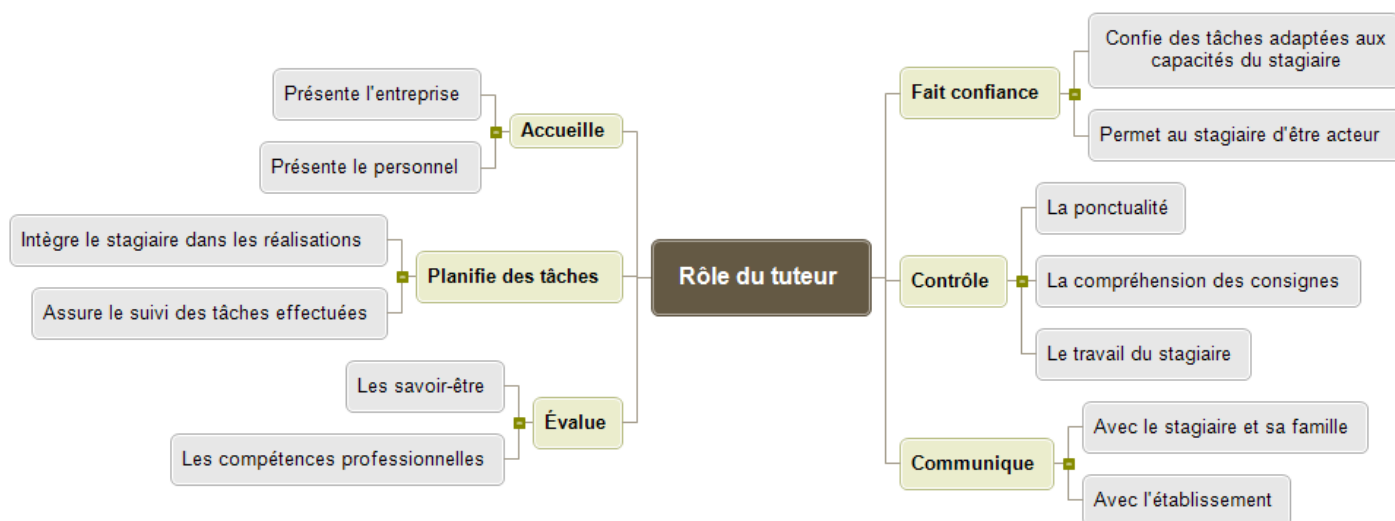 Rôle du tuteur
Accueille
Présente l'entreprise
Présente le personnel
Planifie des tâches
Intègre le stagiaire dans les réalisations
Assure le suivi des tâches effectuées
Évalue
Les savoir-être
Les compétences professionnelles
Fait confiance
Confie des tâches adaptées aux
capacités du stagiaire
Permet au stagiaire d'être acteur
Contrôle
La ponctualité
La compréhension des consignes
Le travail du stagiaire
Communique
Avec le stagiaire et sa famille
Avec l'établissement